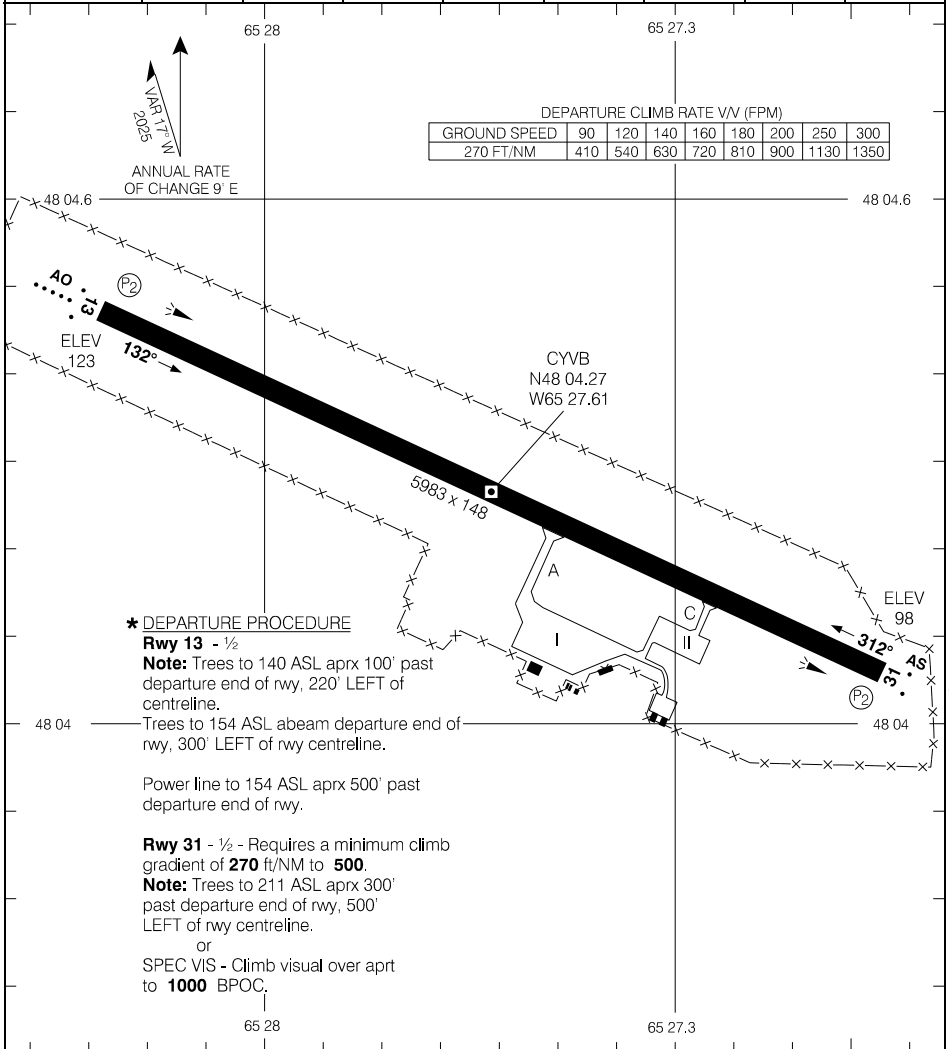 65 28
65 27.3
VAR 17° W
2025
ANNUAL RATE
OF CHANGE 9' E
DEPARTURE CLIMB RATE V/V (FPM)
GROUND SPEED 90 120 140 160 180 200 250 300
270 FT/NM 410 540 630 720 810 900 1130 1350
48 04.6
48 04.6
AO
13
P2
ELEV
123
132°
CYVB
N48 04.27
W65 27.61
5983 x 148
A
C
I
II
ELEV
98
312°
AS
31
P2
* DEPARTURE PROCEDURE
Rwy 13 - ½
Note: Trees to 140 ASL aprx 100' past
departure end of rwy, 220' LEFT of
centreline.
48 04
Trees to 154 ASL abeam departure end of
48 04
rwy, 300' LEFT of rwy centreline.
Power line to 154 ASL aprx 500' past
departure end of rwy.
Rwy 31 - ½ - Requires a minimum climb
gradient of 270 ft/NM to 500.
Note: Trees to 211 ASL aprx 300'
past departure end of rwy, 500'
LEFT of rwy centreline.
or
SPEC VIS - Climb visual over aprt
to 1000 BPOC.
65 28
65 27.3